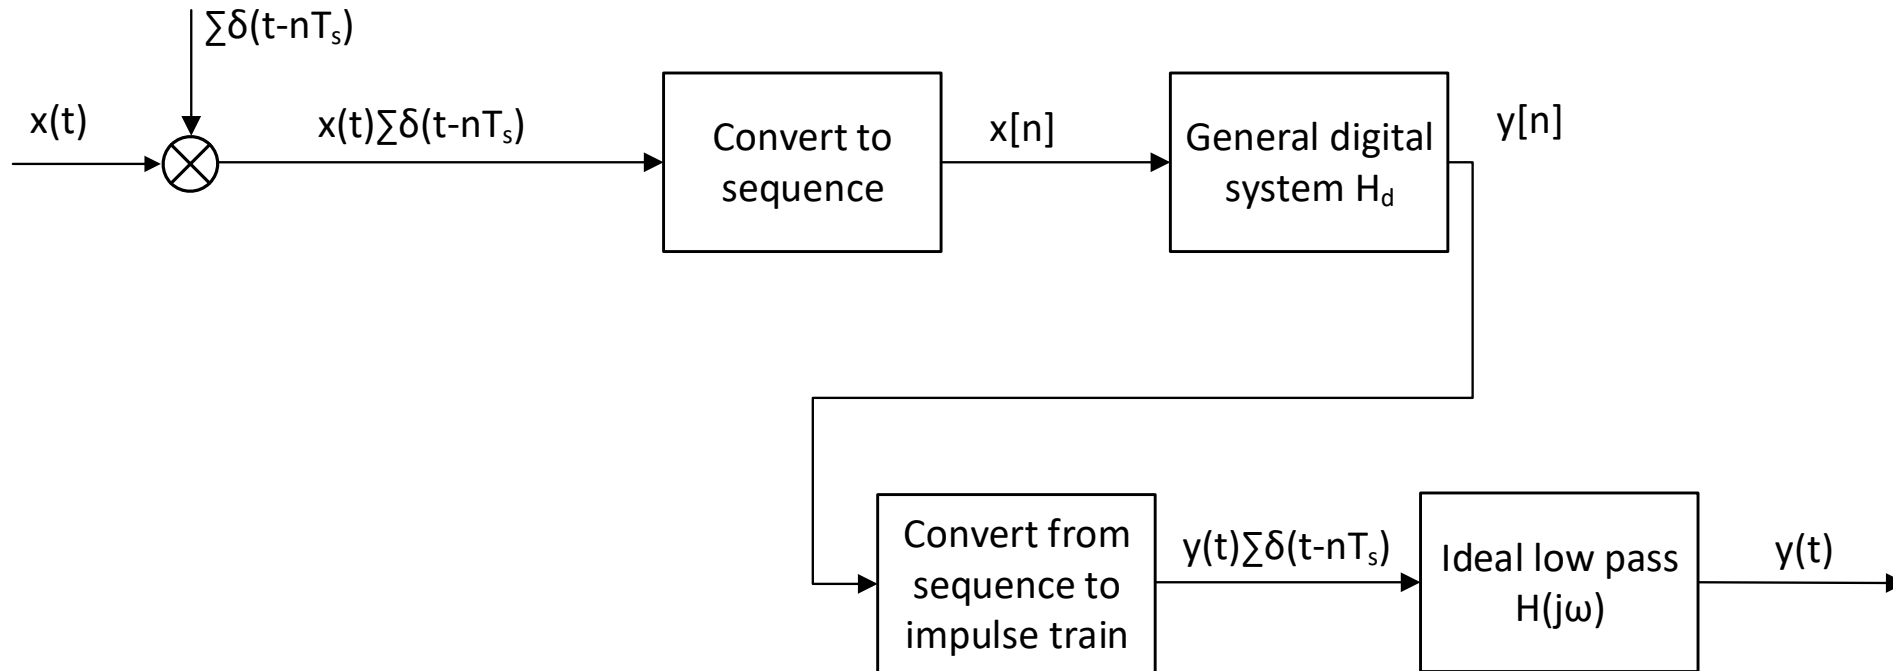 ∑δ(t-nTₛ)
x(t)
x(t)∑δ(t-nTₛ)
Convert to
sequence
x[n]
General digital
system H_d
y[n]
Convert from
sequence to
impulse train
y(t)∑δ(t-nTₛ)
Ideal low pass
H(jω)
y(t)